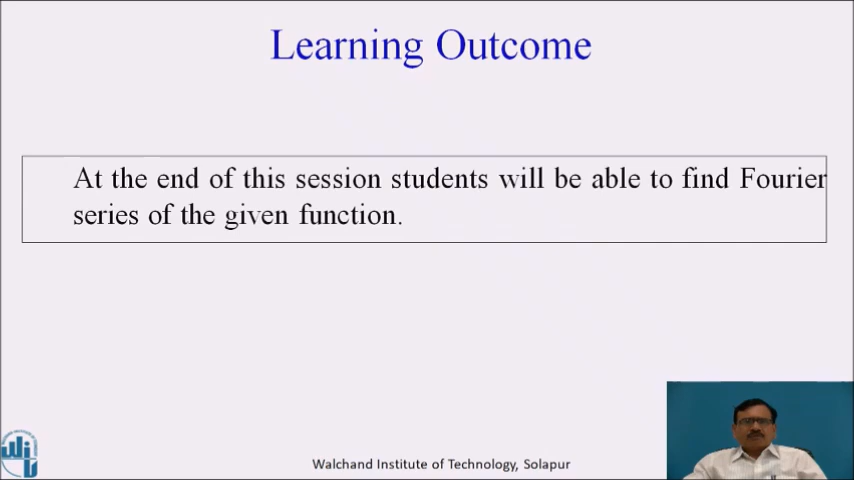 Learning Outcome
At the end of this session students will be able to find Fourier
series of the given function.
Walchand Institute of Technology, Solapur